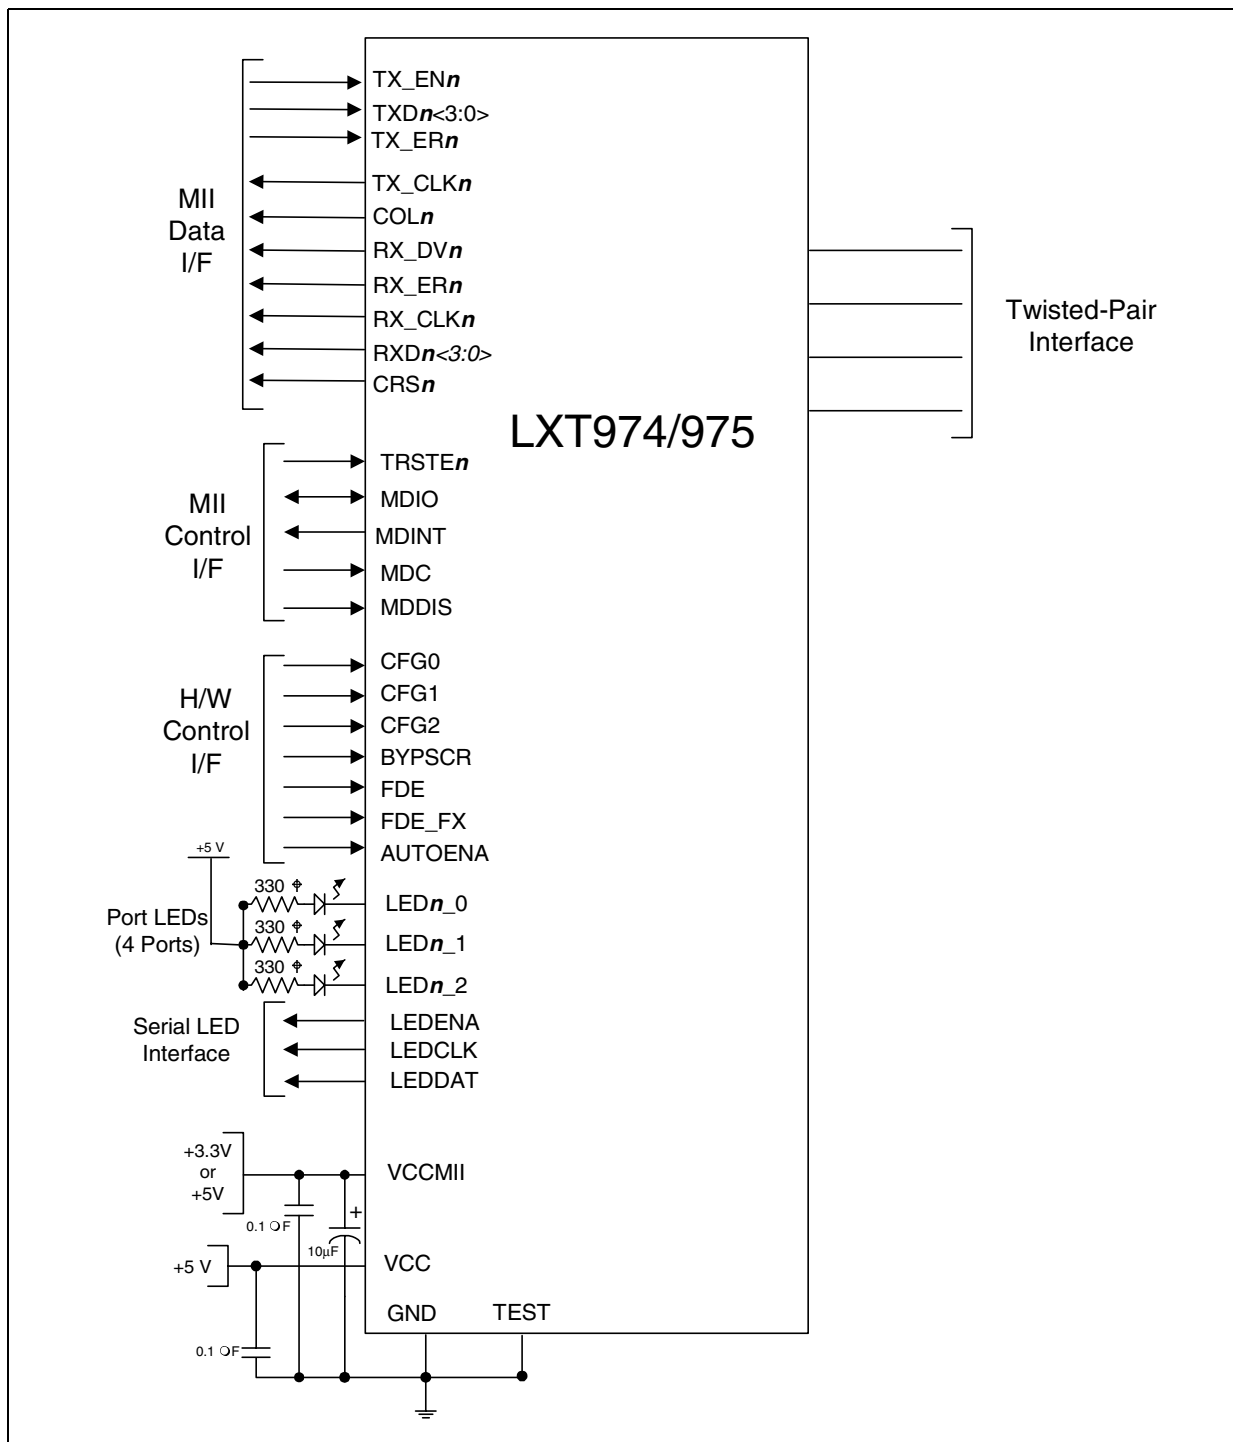 MII
Data
I/F
TX_ENn
TXDn<3:0>
TX_ERn
TX_CLKn
COLn
RX_DVn
RX_ERn
RX_CLKn
RXDn<3:0>
CRSn
LXT974/975
Twisted-Pair
Interface
MII
Control
I/F
TRSTEn
MDIO
MDINT
MDC
MDDIS
H/W
Control
I/F
CFG0
CFG1
CFG2
BYPSCR
FDE
FDE_FX
AUTOENA
+5 V
Port LEDs
(4 Ports)
330 ⌖
LEDn_0
330 ⌖
LEDn_1
330 ⌖
LEDn_2
Serial LED
Interface
LEDENA
LEDCLK
LEDDAT
+3.3V
or
+5V
VCCMII
0.1 ❍F
+
10µF
+5 V
VCC
0.1 ❍F
GND
TEST